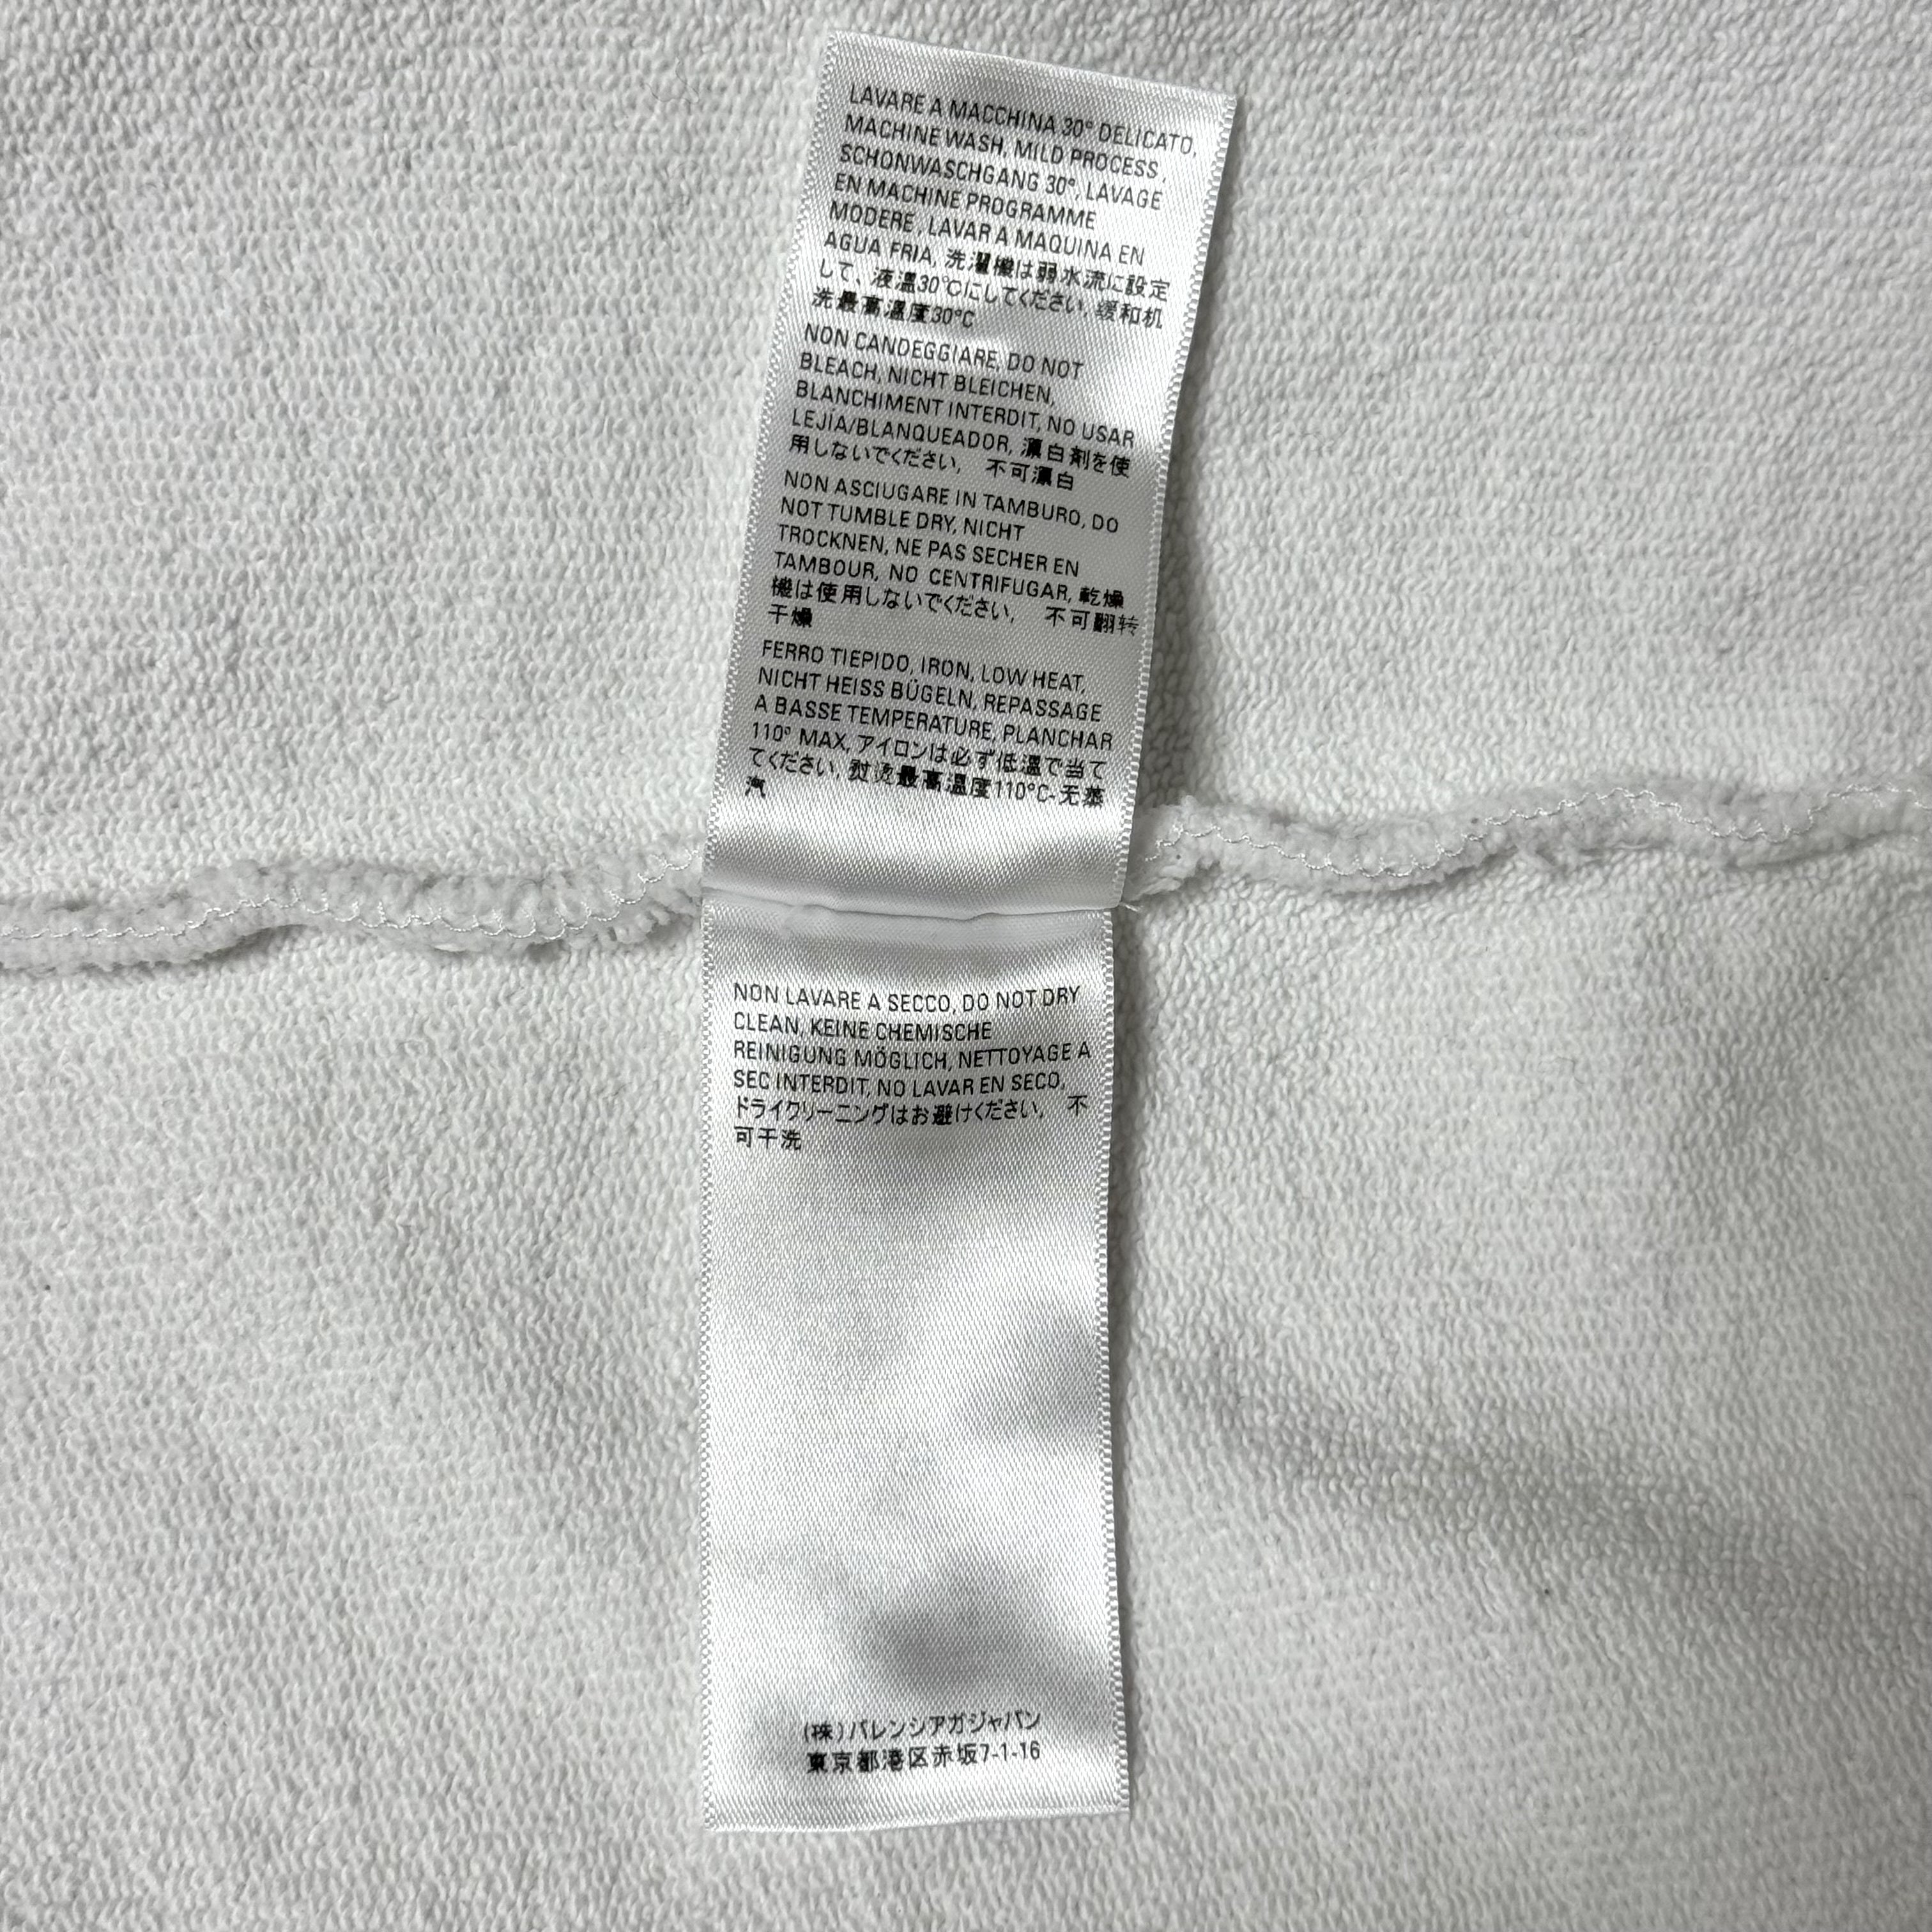 LAVARE A MACCHINA 30° DELICATO,
MACHINE WASH, MILD PROCESS,
SCHONWASCHGANG 30°, LAVAGE
EN MACHINE PROGRAMME
MODERE, LAVAR A MAQUINA EN
AGUA FRIA, 洗濯機は弱水流に設定
して、液温30℃にしてください, 缓和机
洗最高温度30°C
NON CANDEGGIARE, DO NOT
BLEACH, NICHT BLEICHEN,
BLANCHIMENT INTERDIT, NO USAR
LEJÍA/BLANQUEADOR, 漂白剤を使
用しないでください, 不可漂白
NON ASCIUGARE IN TAMBURO, DO
NOT TUMBLE DRY, NICHT
TROCKNEN, NE PAS SECHER EN
TAMBOUR, NO CENTRIFUGAR, 乾燥
機は使用しないでください, 不可翻转
干燥
FERRO TIEPIDO, IRON, LOW HEAT,
NICHT HEISS BÜGELN, REPASSAGE
A BASSE TEMPERATURE, PLANCHAR
110° MAX, アイロンは必ず低温で当て
てください, 熨烫最高温度110°C-无蒸
汽
NON LAVARE A SECCO, DO NOT DRY
CLEAN, KEINE CHEMISCHE
REINIGUNG MÖGLICH, NETTOYAGE A
SEC INTERDIT, NO LAVAR EN SECO,
ドライクリーニングはお避けください, 不
可干洗
(株)バレンシアガジャパン
東京都港区赤坂7-1-16